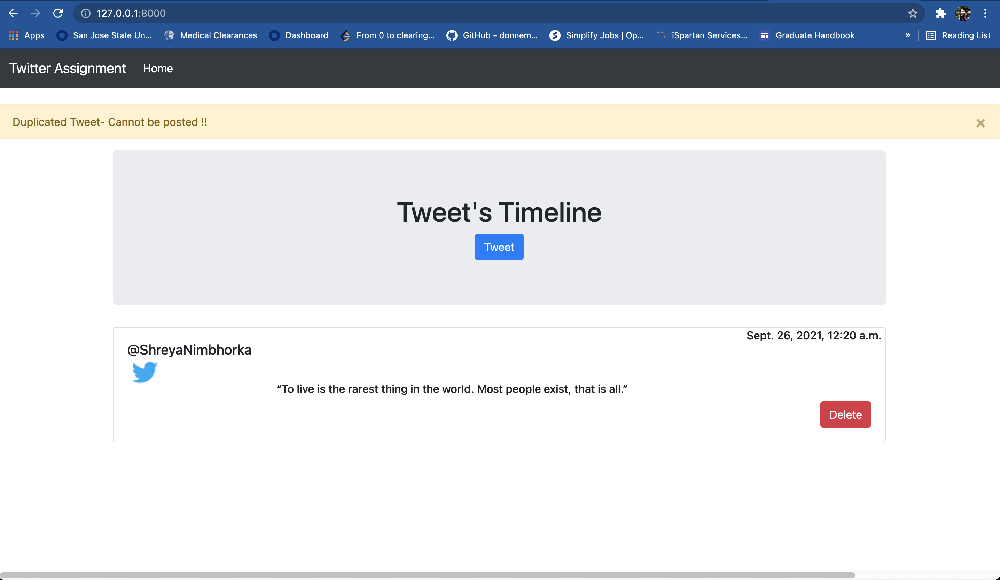 127.0.0.1:8000
Apps San Jose State Un... Medical Clearances Dashboard From 0 to clearing... GitHub - donnem... Simplify Jobs | Op... iSpartan Services... Graduate Handbook » Reading List
Twitter Assignment Home
Duplicated Tweet- Cannot be posted !!
×
Tweet's Timeline
Tweet
Sept. 26, 2021, 12:20 a.m.
@ShreyaNimbhorka
“To live is the rarest thing in the world. Most people exist, that is all.”
Delete